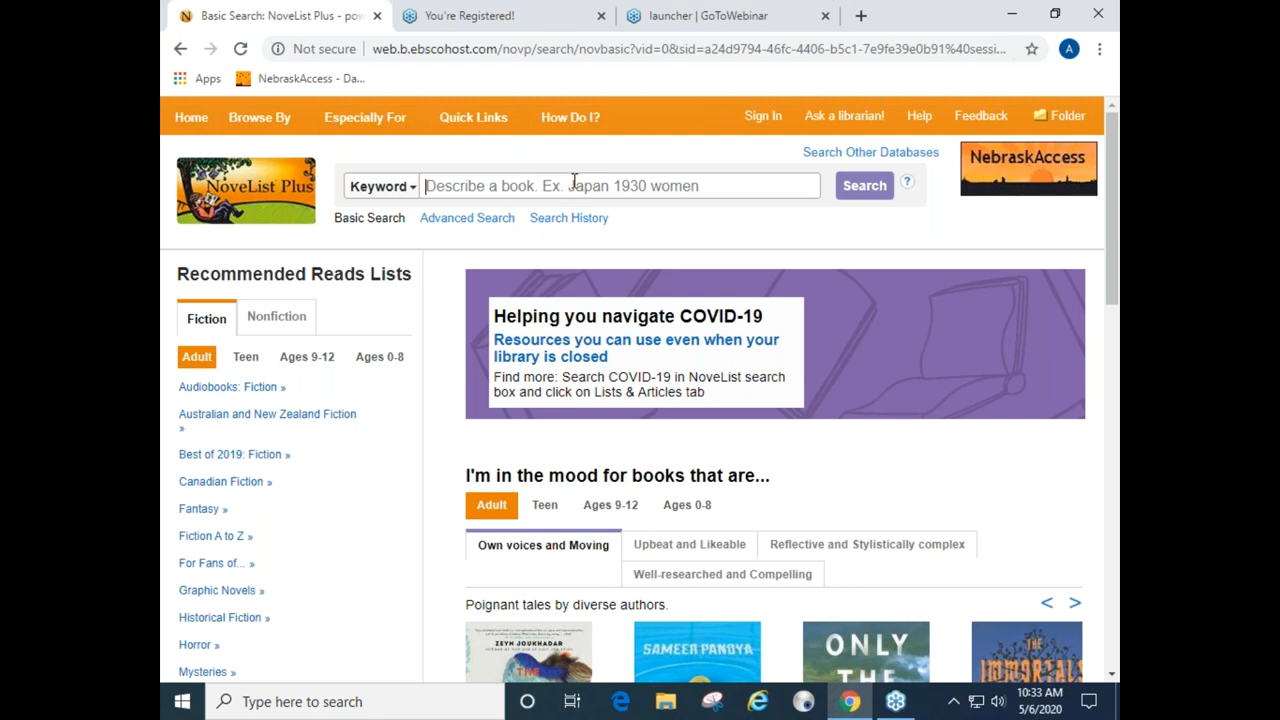 Basic Search: NoveList Plus - pow
You're Registered!
launcher | GoToWebinar
Not secure
web.b.ebscohost.com/novp/search/novbasic?vid=0&sid=a24d9794-46fc-4406-b5c1-7e9fe39e0b91%40sessi...
A
Apps
NebraskAccess - Da...
Home
Browse By
Especially For
Quick Links
How Do I?
Sign In
Ask a librarian!
Help
Feedback
Folder
Search Other Databases
NoveList Plus
Keyword
Describe a book. Ex. Japan 1930 women
Search
?
NebraskAccess
Basic Search
Advanced Search
Search History
Recommended Reads Lists
Fiction
Nonfiction
Adult
Teen
Ages 9-12
Ages 0-8
Audiobooks: Fiction »
Australian and New Zealand Fiction
»
Best of 2019: Fiction »
Canadian Fiction »
Fantasy »
Fiction A to Z »
For Fans of... »
Graphic Novels »
Historical Fiction »
Horror »
Mysteries »
Helping you navigate COVID-19
Resources you can use even when your
library is closed
Find more: Search COVID-19 in NoveList search
box and click on Lists & Articles tab
I'm in the mood for books that are...
Adult
Teen
Ages 9-12
Ages 0-8
Own voices and Moving
Upbeat and Likeable
Reflective and Stylistically complex
Well-researched and Compelling
Poignant tales by diverse authors.
< >
ZEYN JOUKHADAR
THE
SAMEER PANDYA
ONLY
THE
THE
IMMORTALS
Type here to search
10:33 AM
5/6/2020